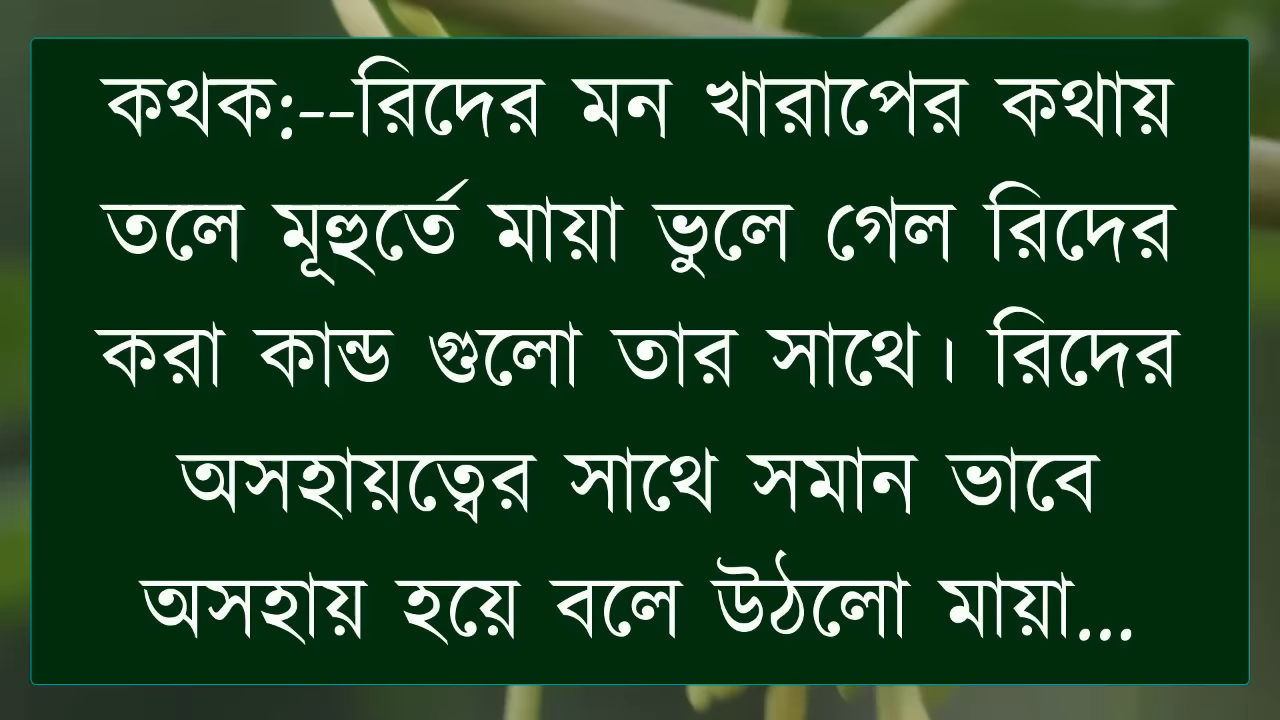 কথক:--রিদের মন খারাপের কথায়
তলে মূহুর্তে মায়া ভুলে গেল রিদের
করা কান্ড গুলো তার সাথে। রিদের
অসহায়ত্বের সাথে সমান ভাবে
অসহায় হয়ে বলে উঠলো মায়া...